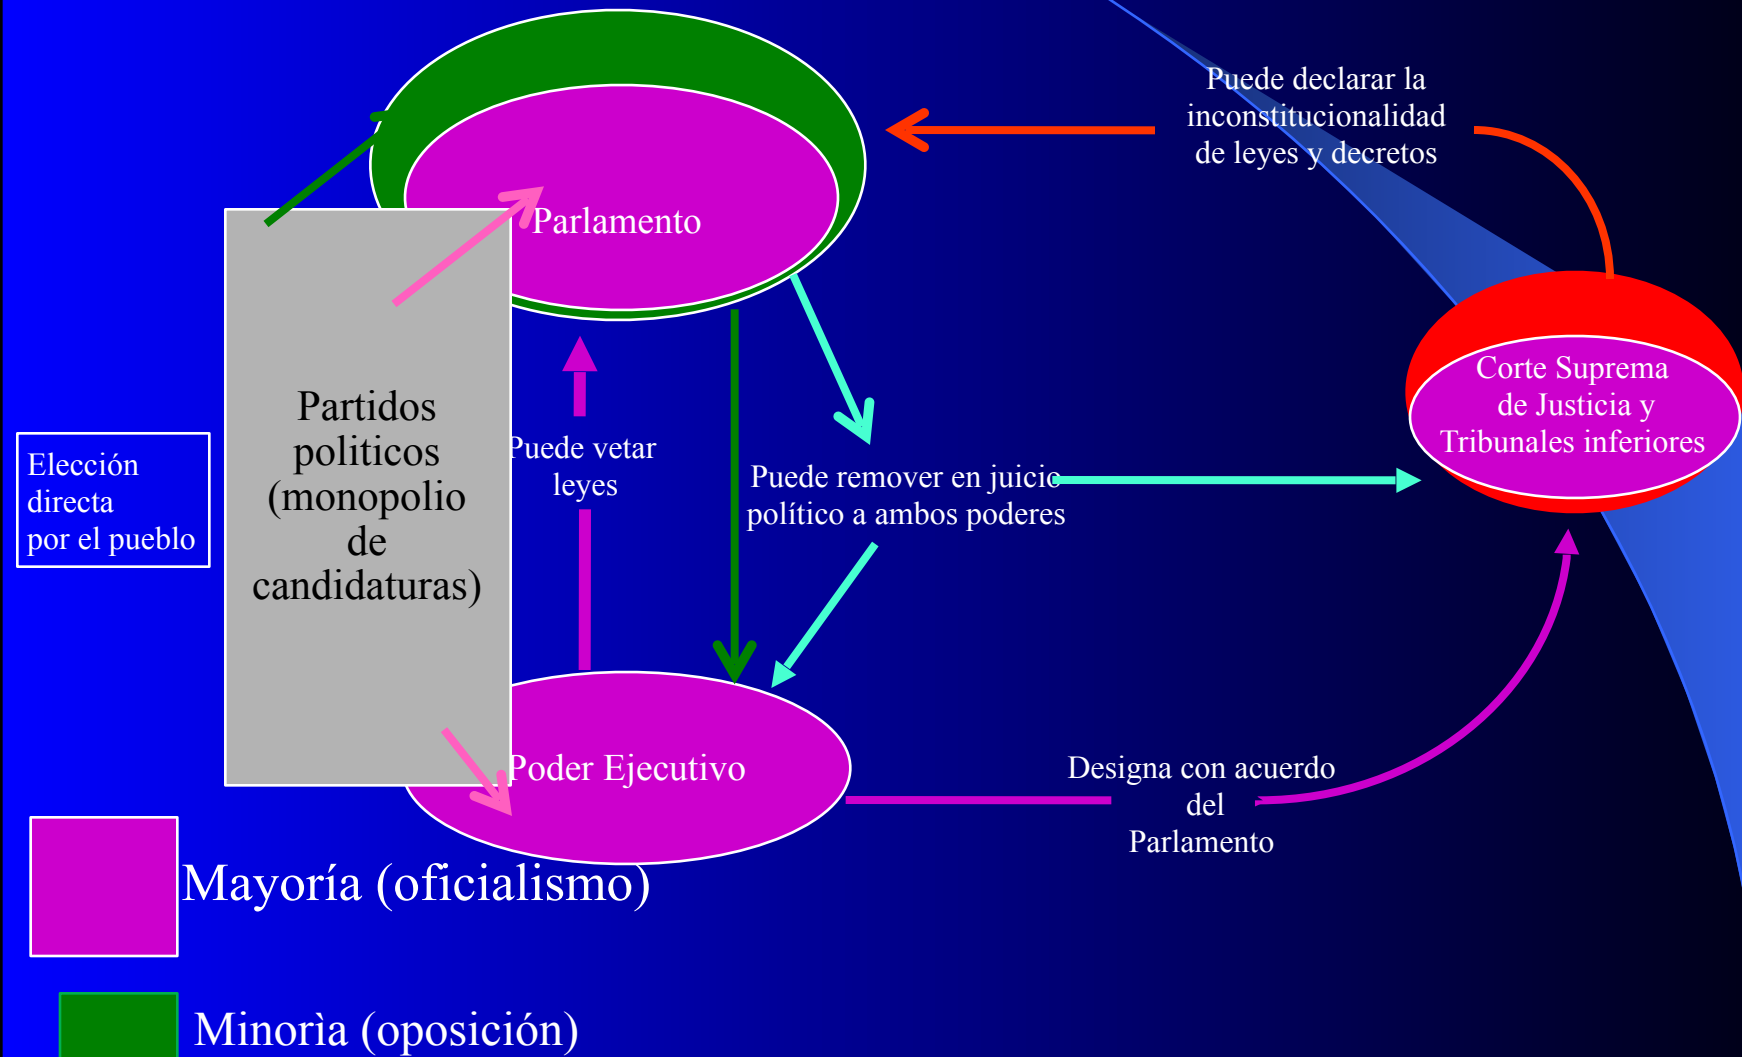 Puede declarar la
inconstitucionalidad
de leyes y decretos
Parlamento
Corte Suprema
de Justicia y
Tribunales inferiores
Partidos
politicos
(monopolio
de
candidaturas)
Elección
directa
por el pueblo
Puede vetar
leyes
Puede remover en juicio
político a ambos poderes
Poder Ejecutivo
Designa con acuerdo
del
Parlamento
Mayoría (oficialismo)
Minorìa (oposición)